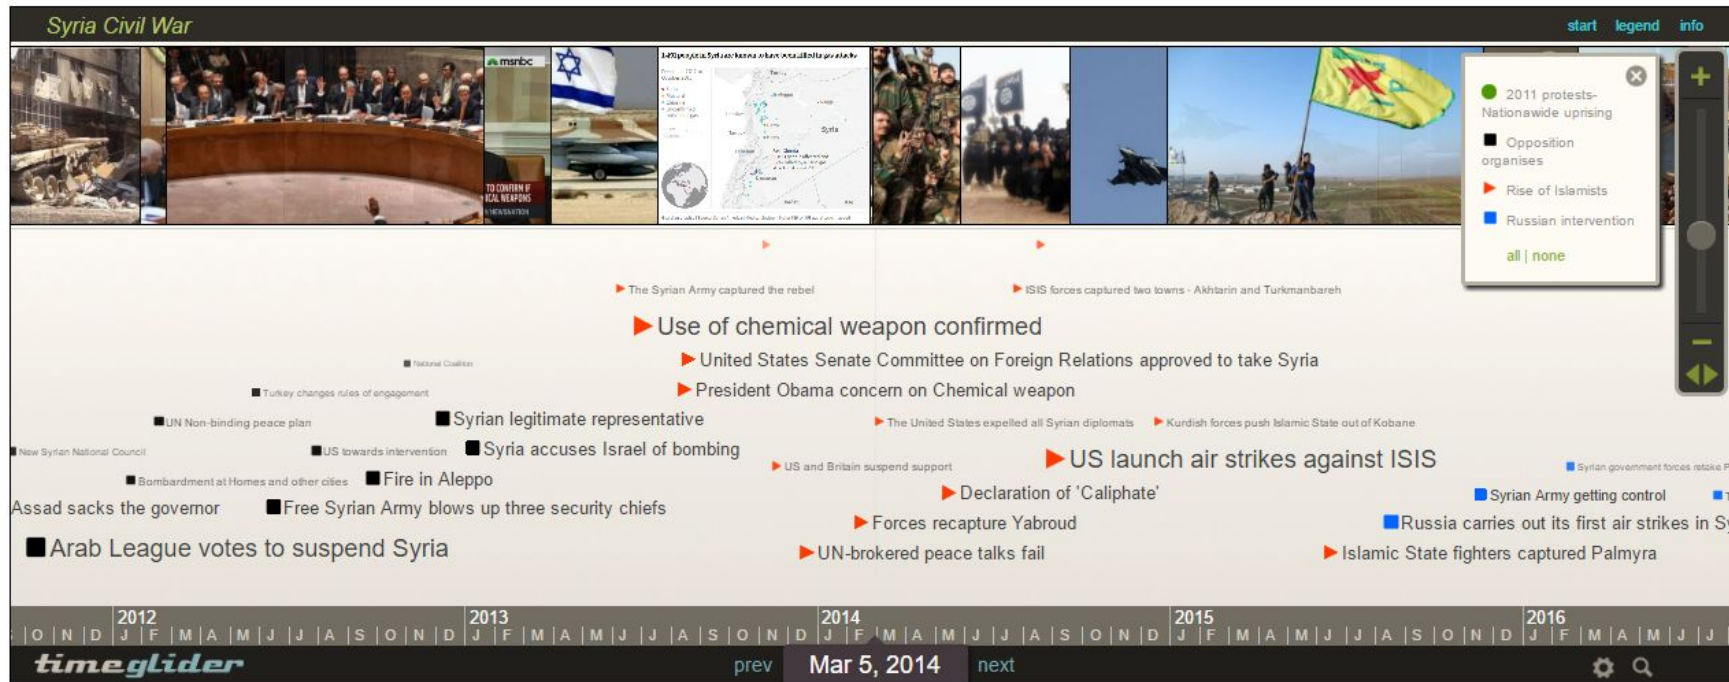 Syria Civil War
start legend info
msnbc
TO CONFIRM IF
ICAL WEAPONS
Syria
2011 protests-
Nationawide uprising
Opposition
organises
Rise of Islamists
Russian intervention
all | none
The Syrian Army captured the rebel
ISIS forces captured two towns - Akhtarin and Turkmanbareh
Use of chemical weapon confirmed
National Coalition
United States Senate Committee on Foreign Relations approved to take Syria
Turkey changes rules of engagement
President Obama concern on Chemical weapon
UN Non-binding peace plan
Syrian legitimate representative
The United States expelled all Syrian diplomats
Kurdish forces push Islamic State out of Kobane
New Syrian National Council
US towards intervention
Syria accuses Israel of bombing
US and Britain suspend support
US launch air strikes against ISIS
Syrian government forces retake P
Bombardment at Homes and other cities
Fire in Aleppo
Declaration of 'Caliphate'
Syrian Army getting control
T
Assad sacks the governor
Free Syrian Army blows up three security chiefs
Forces recapture Yabroud
Russia carries out its first air strikes in Sy
Arab League votes to suspend Syria
UN-brokered peace talks fail
Islamic State fighters captured Palmyra
2012 2013 2014 2015 2016
O N D J F M A M J J A S O N D J F M A M J J A S O N D J F M A M J J A S O N D J F M A M J J A S O N D J F M A M J J
timeglider
prev Mar 5, 2014 next